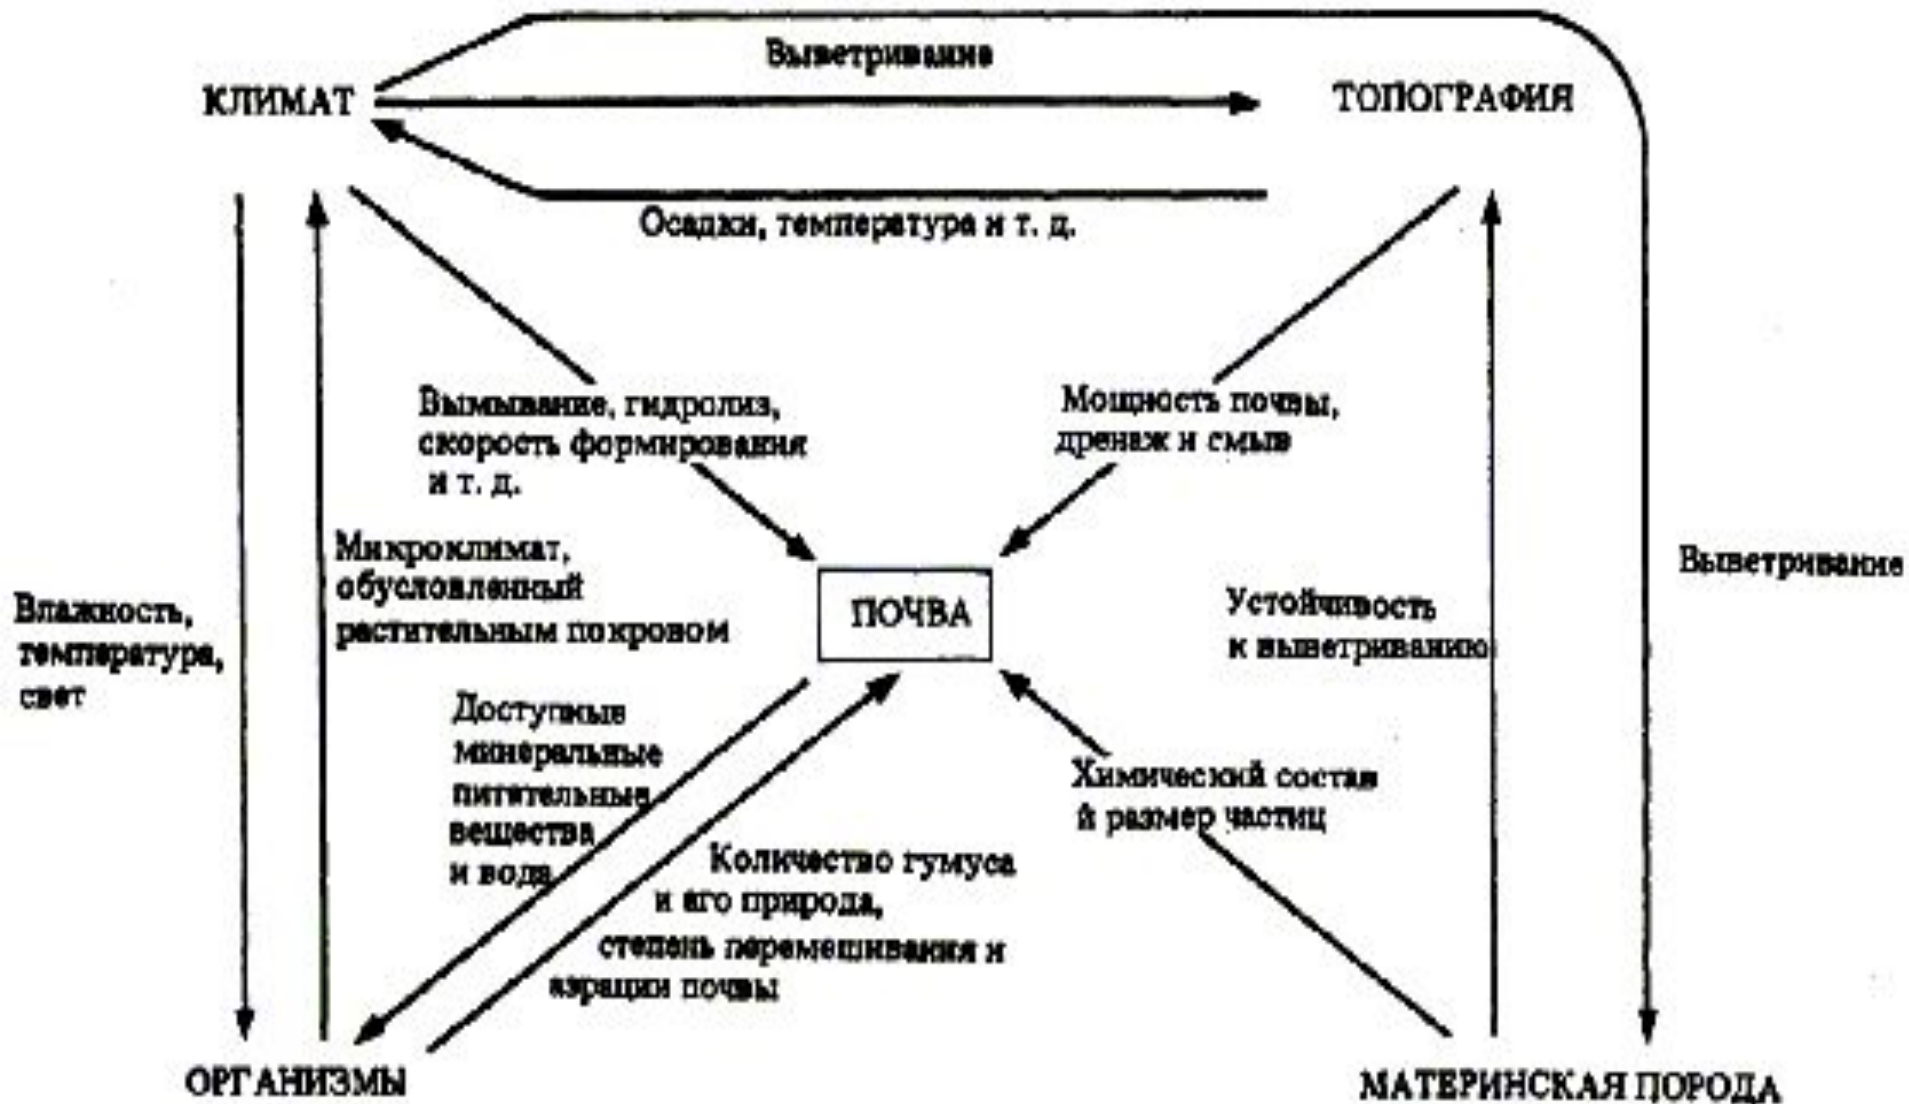 Выветривание
КЛИМАТ
ТОПОГРАФИЯ
Осадки, температура и т. д.
Вымывание, гидролиз,
скорость формирования
и т. д.
Мощность почвы,
дренаж и смыв
Микроклимат,
обусловленный
растительным покровом
Влажность,
температура,
свет
ПОЧВА
Устойчивость
к выветриванию
Выветривание
Доступные
минеральные
питательные
вещества
и вода
Химический состав
й размер частиц
Количество гумуса
и его природа,
степень перемешивания и
аэрации почвы
ОРГАНИЗМЫ
МАТЕРИНСКАЯ ПОРОДА